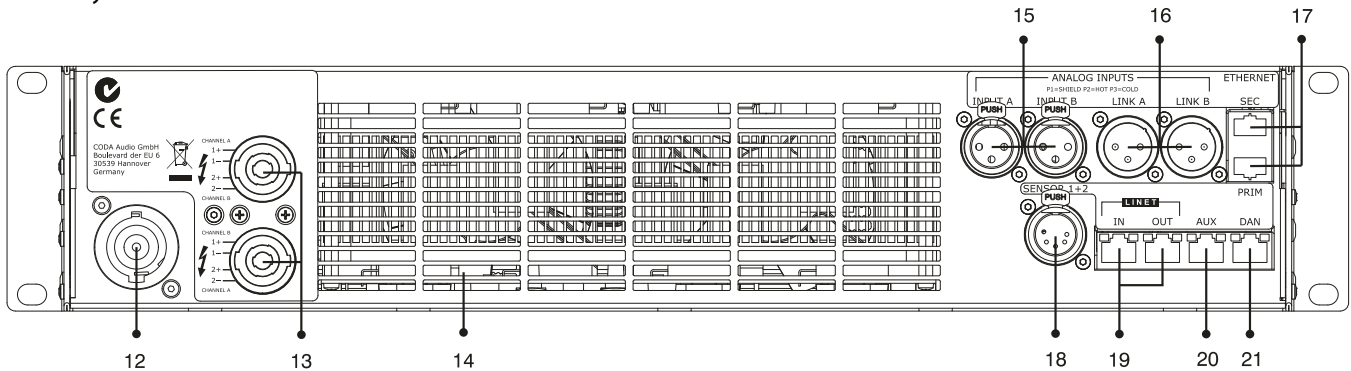 15 16 17
ANALOG INPUTS
P1=SHIELD P2=HOT P3=COLD
ETHERNET
INPUT A INPUT B LINK A LINK B SEC
PUSH PUSH
CE
CODA Audio GmbH
Boulevard der EU 6
30539 Hannover
Germany
CHANNEL A
1+
1−
2+
2−
CHANNEL B
CHANNEL B
1+
1−
2+
2−
CHANNEL A
PRIM
SENSOR 1+2
PUSH
LINET
IN OUT AUX DAN
12 13 14 18 19 20 21